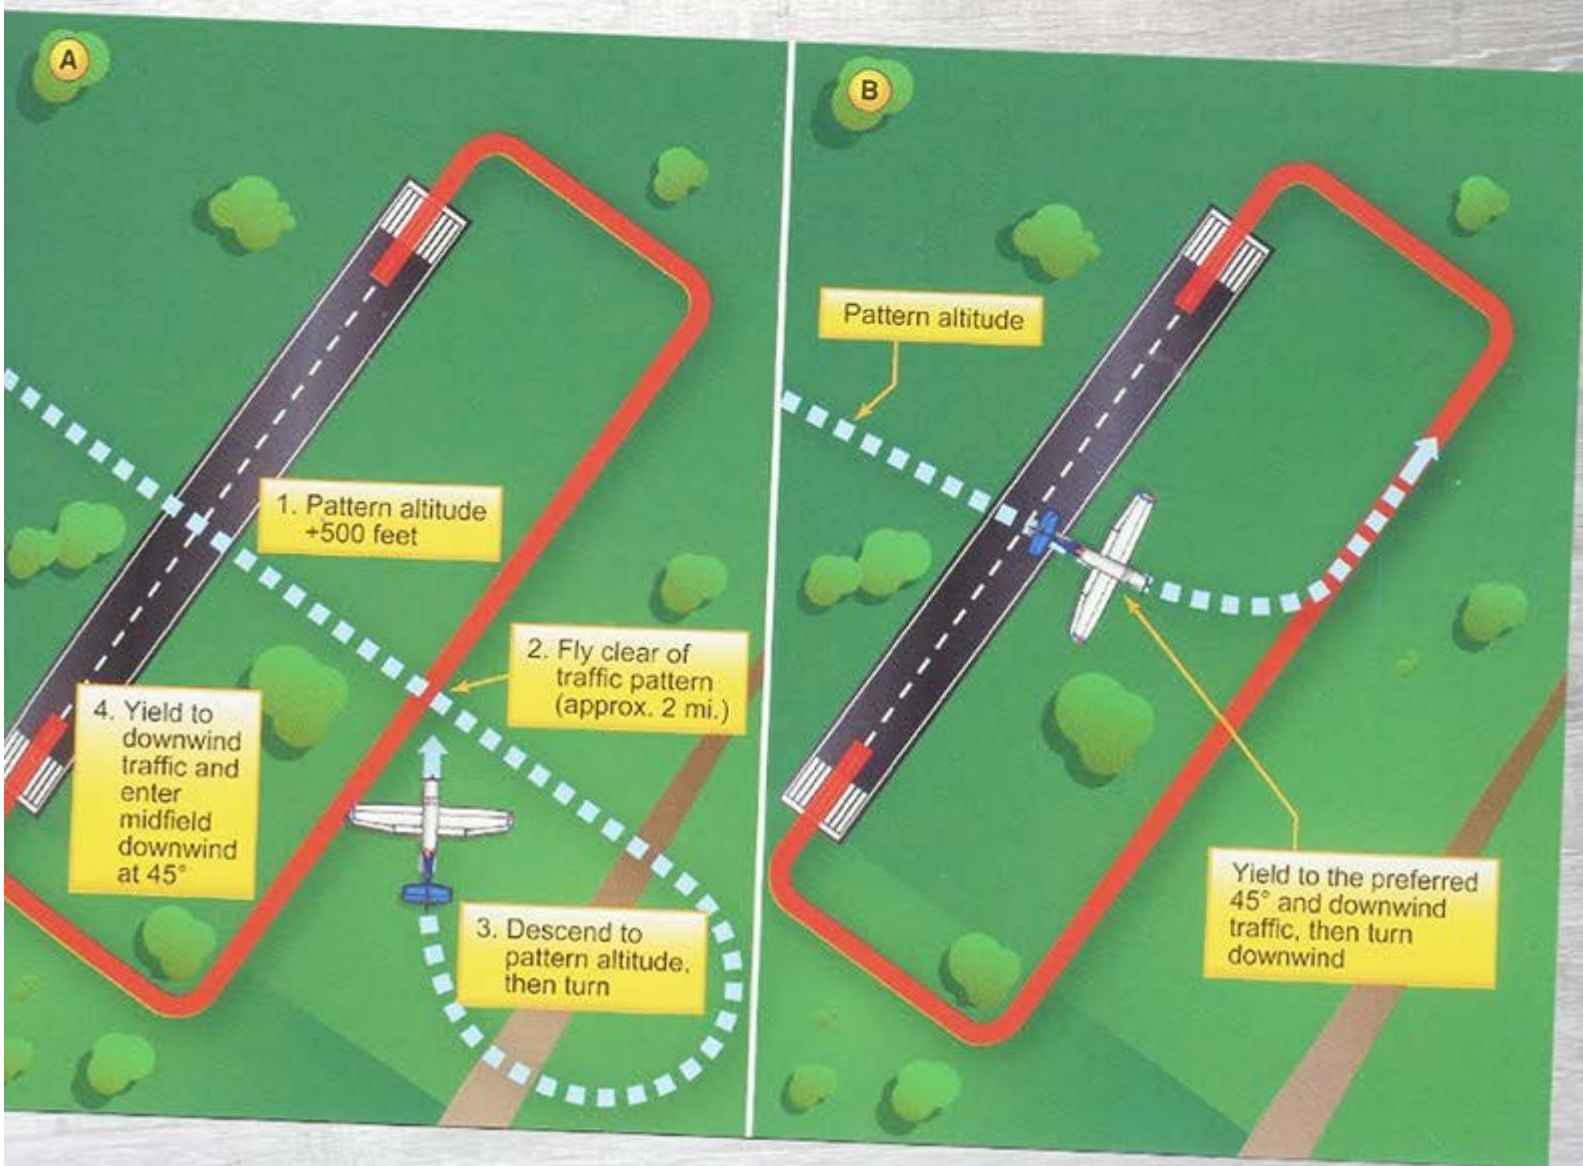 A
1. Pattern altitude
+500 feet
2. Fly clear of
traffic pattern
(approx. 2 mi.)
3. Descend to
pattern altitude,
then turn
4. Yield to
downwind
traffic and
enter
midfield
downwind
at 45°
B
Pattern altitude
Yield to the preferred
45° and downwind
traffic, then turn
downwind